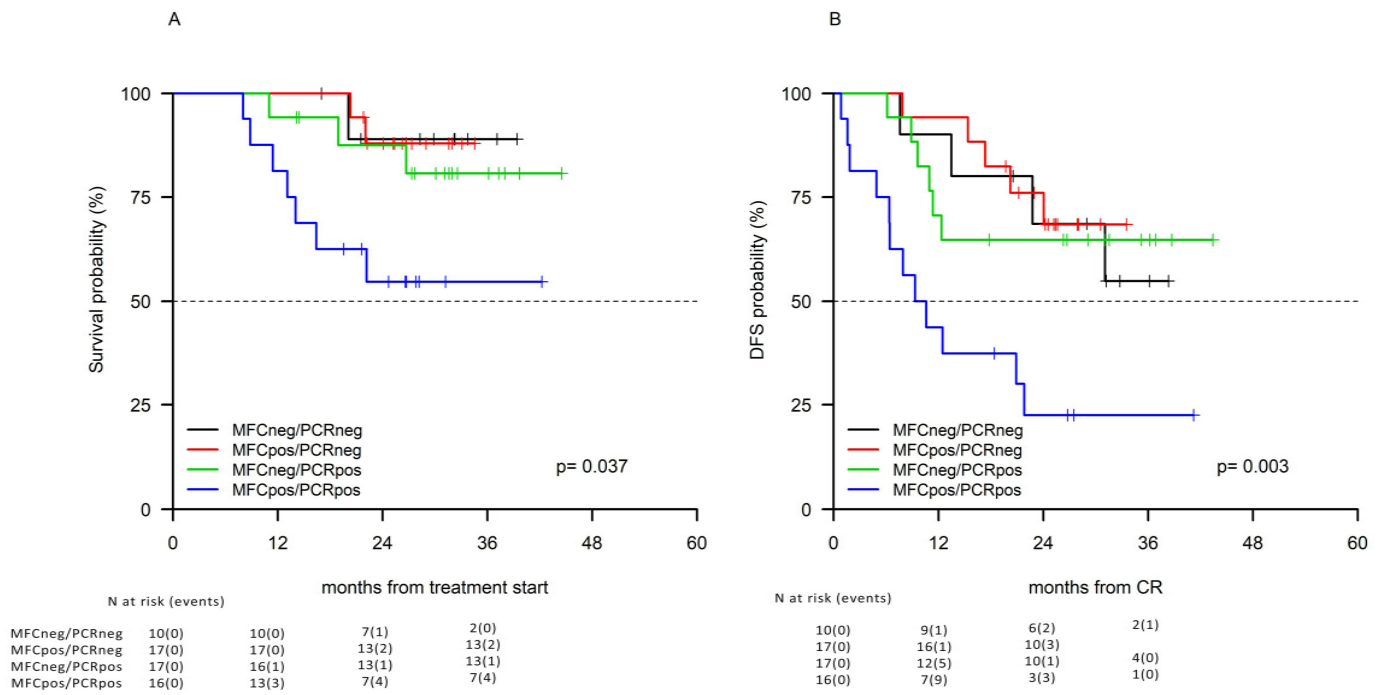 A
Survival probability (%)
100
75
50
25
0
MFCneg/PCRneg
MFCpos/PCRneg
MFCneg/PCRpos
MFCpos/PCRpos
p= 0.037
0 12 24 36 48 60
months from treatment start
N at risk (events)
MFCneg/PCRneg 10(0) 10(0) 7(1) 2(0)
MFCpos/PCRneg 17(0) 17(0) 13(2) 13(2)
MFCneg/PCRpos 17(0) 16(1) 13(1) 13(1)
MFCpos/PCRpos 16(0) 13(3) 7(4) 7(4)
B
DFS probability (%)
100
75
50
25
0
MFCneg/PCRneg
MFCpos/PCRneg
MFCneg/PCRpos
MFCpos/PCRpos
p= 0.003
0 12 24 36 48 60
months from CR
N at risk (events)
10(0) 9(1) 6(2) 2(1)
17(0) 16(1) 10(3)
17(0) 12(5) 10(1) 4(0)
16(0) 7(9) 3(3) 1(0)